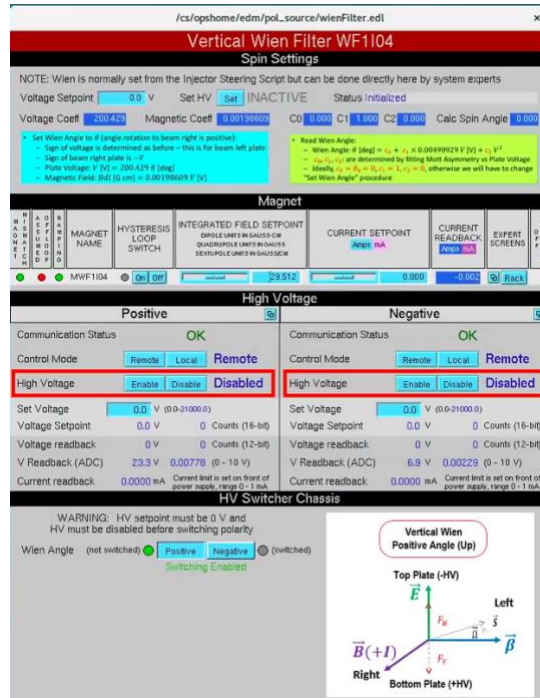 /cs/opshome/edm/pol_source/wienFilter.edl
Vertical Wien Filter WF1I04
Spin Settings
NOTE: Wien is normally set from the Injector Steering Script but can be done directly here by system experts
Voltage Setpoint 0.0 V Set HV Set INACTIVE Status Initialized
Voltage Coeff 200.429 Magnetic Coeff 0.00198609 C0 0.000 C1 1.000 C2 0.000 Calc Spin Angle 0.000
• Set Wien Angle to θ (angle rotation to beam right is positive):
– Sign of voltage is determined as before – this is for beam left plate
– Sign of beam right plate is −V
– Plate Voltage: V [V] = 200.429 θ [deg]
– Magnetic Field: Bdl [G cm] = 0.00198609 V [V]
• Read Wien Angle:
– Wien Angle: θ [deg] = c₀ + c₁ × 0.00498929 V + c₂ V²
– c₀, c₁, c₂: are determined by fitting Mott Asymmetry vs Plate Voltage
– Ideally, c₀ = θ₀ = 0, c₁ = 1, c₂ = 0, otherwise we will have to change
"Set Wien Angle" procedure
Magnet
MAGNET MISMATCH ASSUMED OFFLOOP RAMPING MAGNET NAME HYSTERESIS LOOP SWITCH INTEGRATED FIELD SETPOINT CURRENT SETPOINT CURRENT READBACK EXPERT SCREENS
DIPOLE UNITS IN GAUSS-CM
QUADRUPOLE UNITS IN GAUSS
SEXTUPOLE UNITS IN GAUSS/CM
Amps mA Amps mA
MWF1I04 On Off 29.512 0.000 -0.002 Rack
High Voltage
Positive Negative
Communication Status OK Communication Status OK
Control Mode Remote Local Remote Control Mode Remote Local Remote
High Voltage Enable Disable Disabled High Voltage Enable Disable Disabled
Set Voltage 0.0 V (0.0-21000.0) Set Voltage 0.0 V (0.0-21000.0)
Voltage Setpoint 0.0 V 0 Counts (16-bit) Voltage Setpoint 0.0 V 0 Counts (16-bit)
Voltage readback 0 V 0 Counts (12-bit) Voltage readback 0 V 0 Counts (12-bit)
V Readback (ADC) 23.3 V 0.00778 (0 - 10 V) V Readback (ADC) 6.9 V 0.00229 (0 - 10 V)
Current readback 0.0000 mA Current limit is set on front of power supply, range 0 - 1 mA Current readback 0.0000 mA Current limit is set on front of power supply, range 0 - 1 mA
HV Switcher Chassis
WARNING: HV setpoint must be 0 V and
HV must be disabled before switching polarity
Wien Angle (not switched) Positive Negative (switched)
Switching Enabled
Vertical Wien
Positive Angle (Up)
Top Plate (-HV)
E
Left
F_B
S
B(+I)
β
F_E
Right
Bottom Plate (+HV)